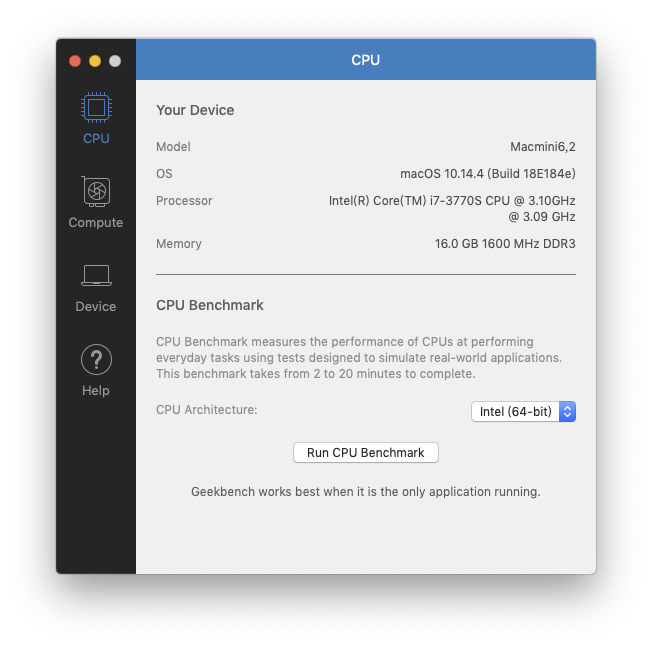 CPU
CPU
Compute
Device
?
Help
Your Device
Model Macmini6,2
OS macOS 10.14.4 (Build 18E184e)
Processor Intel(R) Core(TM) i7-3770S CPU @ 3.10GHz
@ 3.09 GHz
Memory 16.0 GB 1600 MHz DDR3
CPU Benchmark
CPU Benchmark measures the performance of CPUs at performing
everyday tasks using tests designed to simulate real-world applications.
This benchmark takes from 2 to 20 minutes to complete.
CPU Architecture: Intel (64-bit)
Run CPU Benchmark
Geekbench works best when it is the only application running.